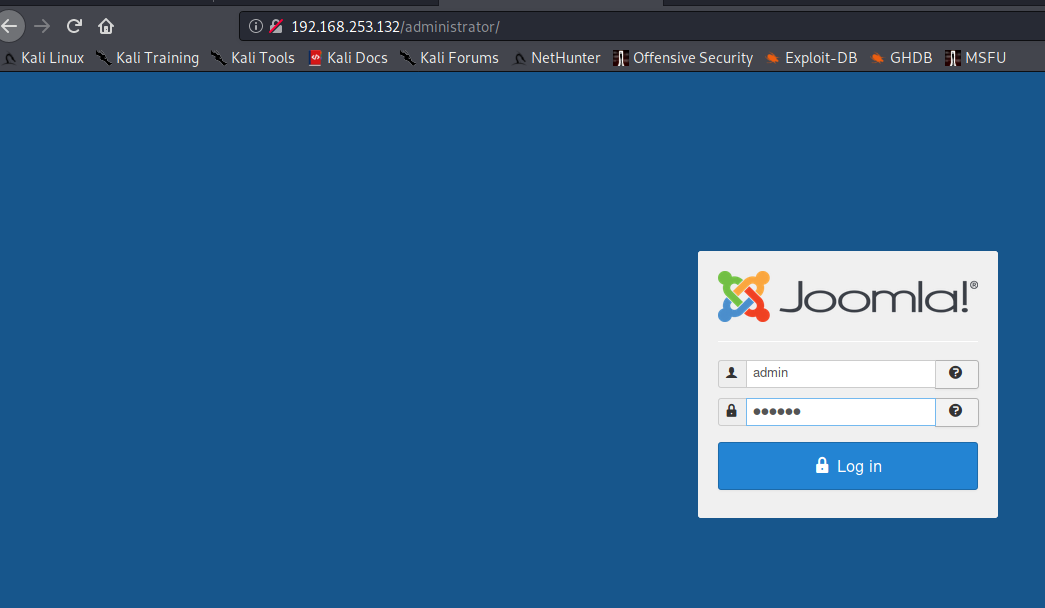 192.168.253.132/administrator/
Kali Linux Kali Training Kali Tools Kali Docs Kali Forums NetHunter Offensive Security Exploit-DB GHDB MSFU
Joomla!®
admin
••••••
Log in